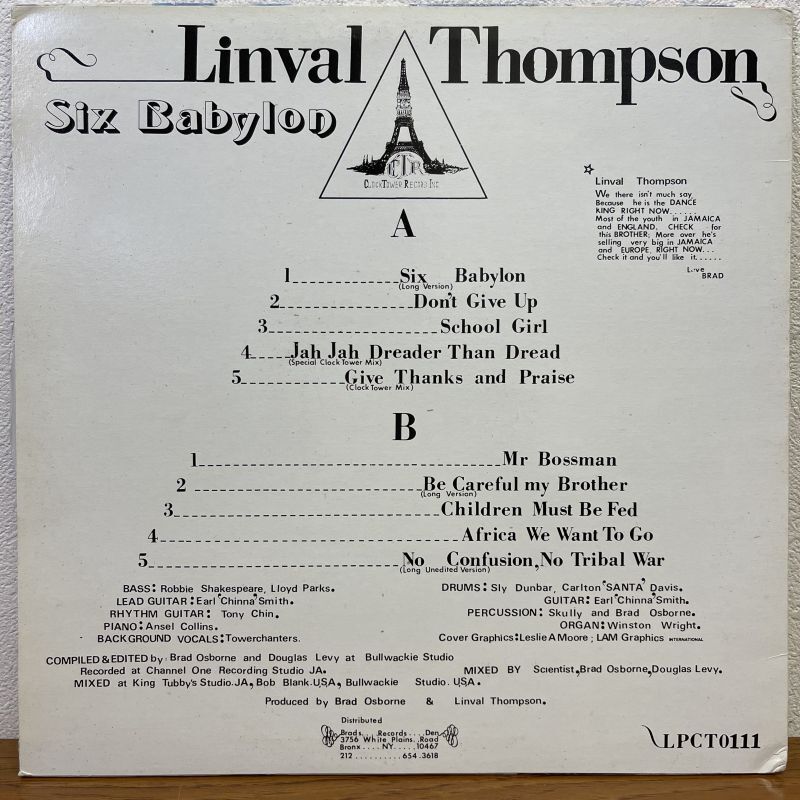 Linval Thompson
Six Babylon
CTR
ClockTower Record Inc
Linval Thompson
We there isn't much say
Because he is the DANCE
KING RIGHT NOW......
Most of the youth in JAMAICA
and ENGLAND, CHECK for
this BROTHER; More over he's
selling very big in JAMAICA
and EUROPE, RIGHT NOW...
Check it and you'll like it......
Love
BRAD
A
1 Six Babylon
(Long Version)
2 Don't Give Up
3 School Girl
4 Jah Jah Dreader Than Dread
(Special Clock Tower Mix)
5 Give Thanks and Praise
(Clock Tower Mix)
B
1 Mr Bossman
2 Be Careful my Brother
(Long Version)
3 Children Must Be Fed
4 Africa We Want To Go
5 No Confusion, No Tribal War
(Long Unedited Version)
BASS: Robbie Shakespeare, Lloyd Parks.
LEAD GUITAR: Earl 'Chinna' Smith.
RHYTHM GUITAR: Tony Chin.
PIANO: Ansel Collins.
BACKGROUND VOCALS: Towerchanters.
DRUMS: Sly Dunbar, Carlton 'SANTA' Davis.
GUITAR: Earl 'Chinna' Smith.
PERCUSSION: Skully and Brad Osborne.
ORGAN: Winston Wright.
Cover Graphics: Leslie A Moore; LAM Graphics INTERNATIONAL
COMPILED & EDITED by: Brad Osborne and Douglas Levy at Bullwackie Studio
Recorded at Channel One Recording Studio JA. MIXED BY Scientist, Brad Osborne, Douglas Levy.
MIXED at King Tubby's Studio. JA, Bob Blank. USA, Bullwackie Studio. USA.
Produced by Brad Osborne & Linval Thompson.
Distributed
Brads.. Records... Den
3756 White Plains.. Road
Bronx.... NY..... 10467
212 .......... 654.3618
LPCT0111